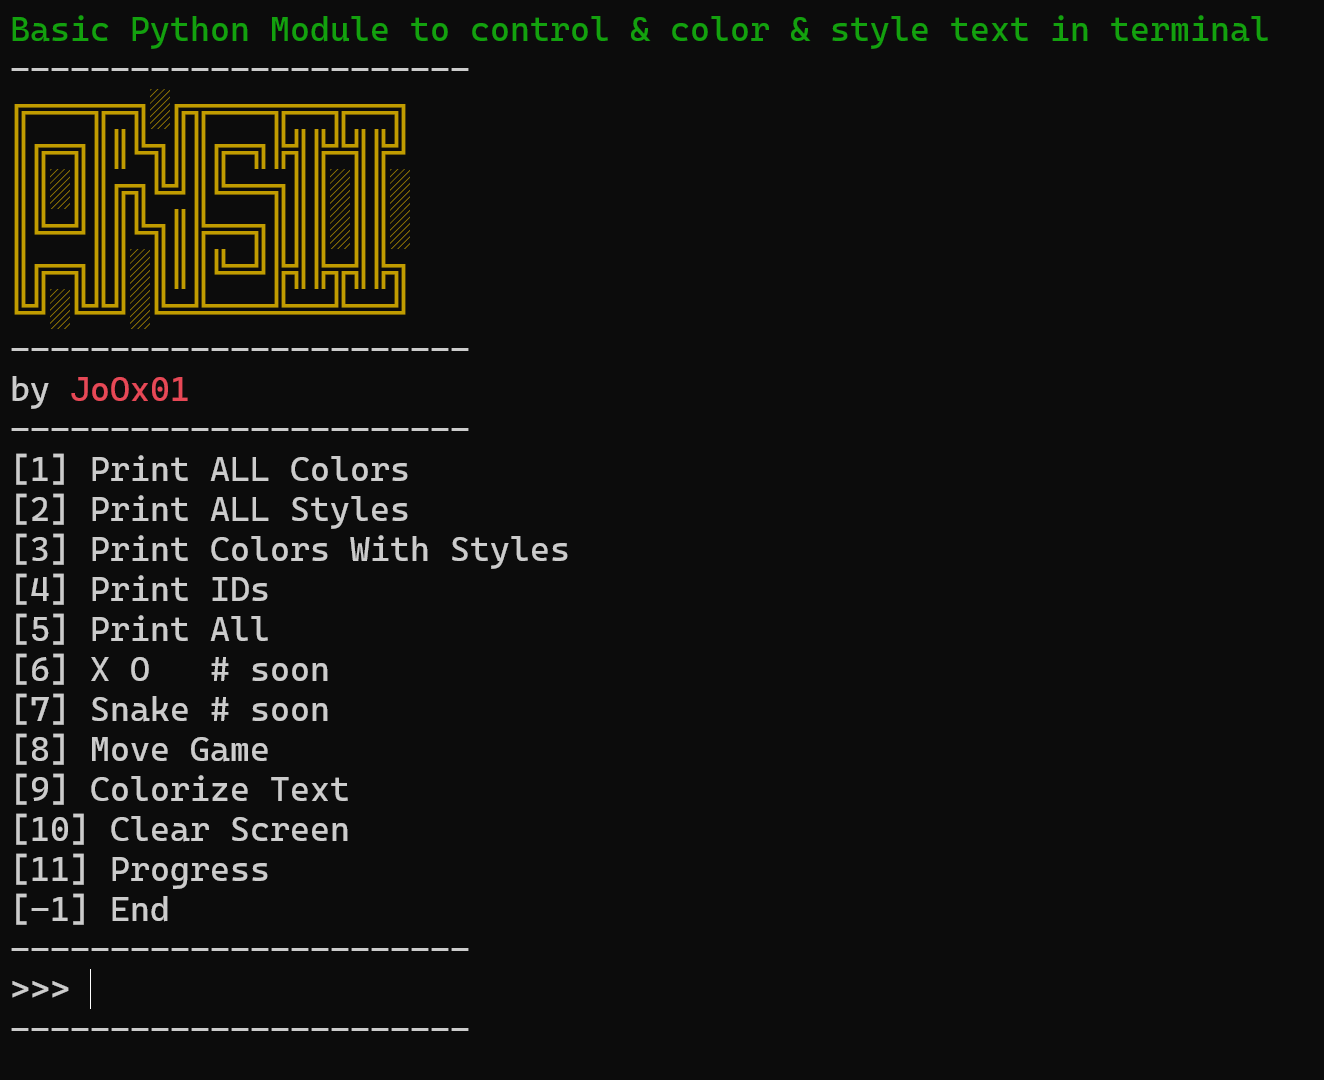 Basic Python Module to control & color & style text in terminal
-----------------------
ANSII
-----------------------
by JoOx01
-----------------------
[1] Print ALL Colors
[2] Print ALL Styles
[3] Print Colors With Styles
[4] Print IDs
[5] Print All
[6] X O   # soon
[7] Snake # soon
[8] Move Game
[9] Colorize Text
[10] Clear Screen
[11] Progress
[-1] End
-----------------------
>>>
-----------------------